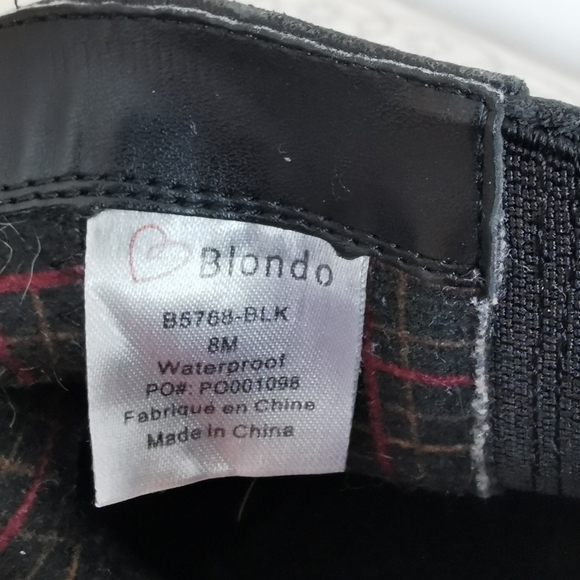 Blondo
B5768-BLK
8M
Waterproof
PO#: PO001098
Fabriqué en Chine
Made in China